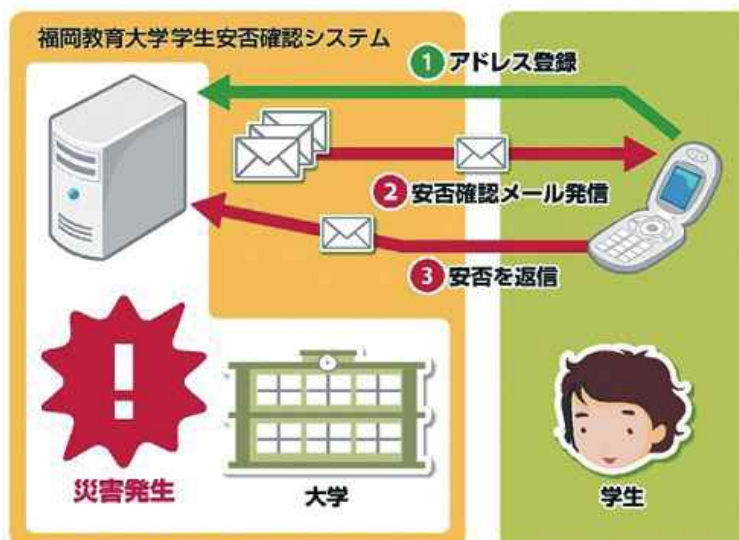 福岡教育大学学生安否確認システム
1 アドレス登録
2 安否確認メール発信
3 安否を返信
!
災害発生
大学
学生